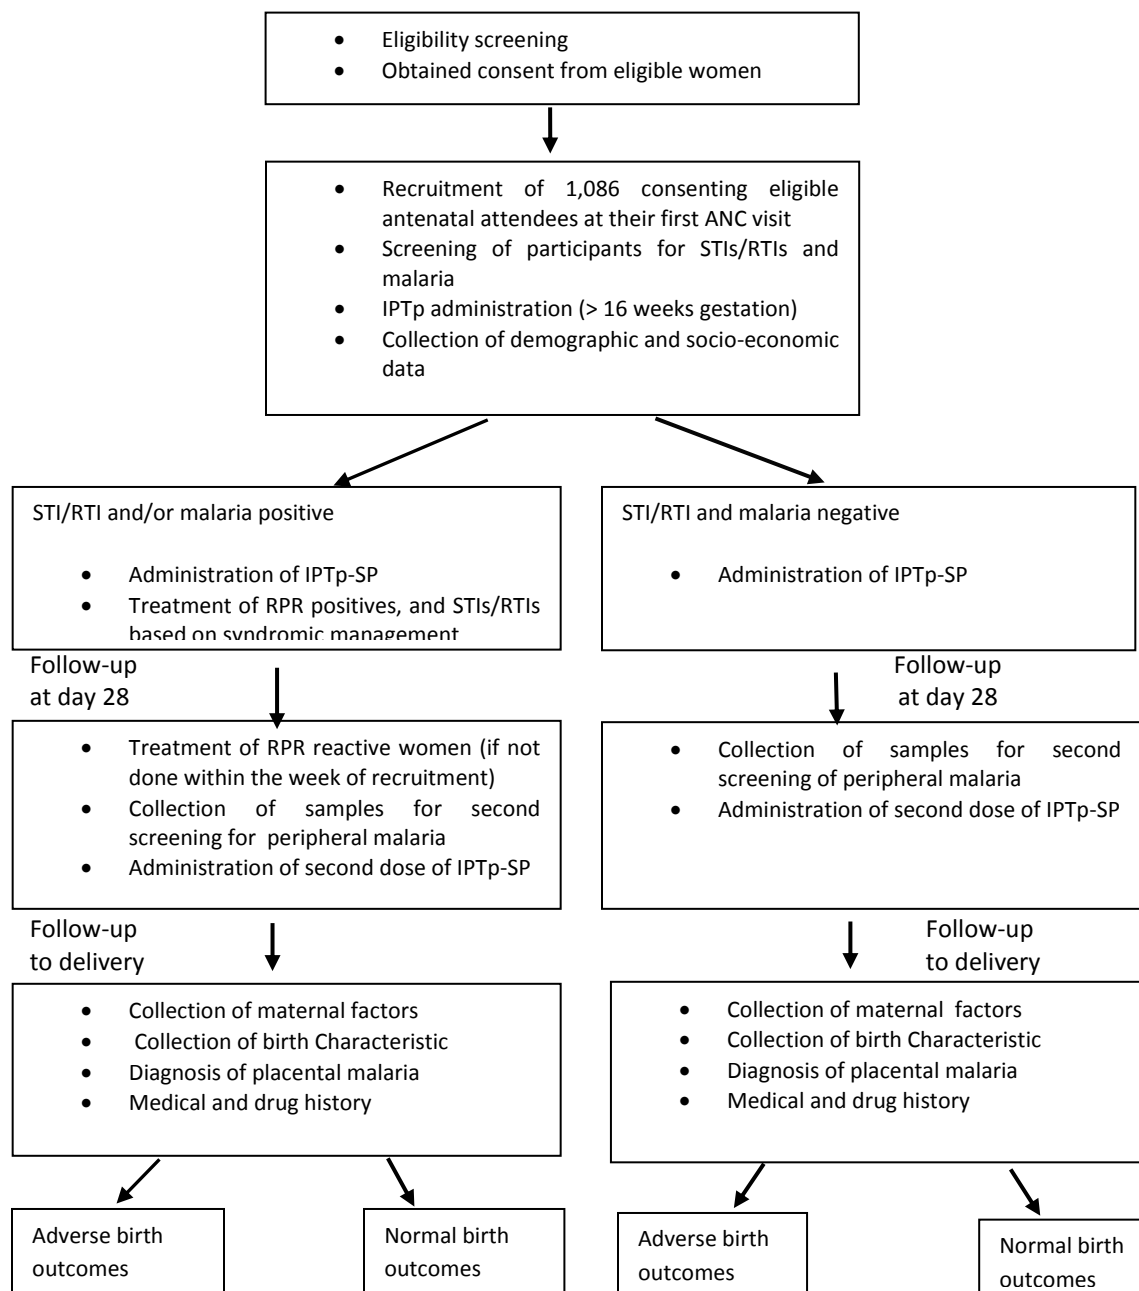 • Eligibility screening
• Obtained consent from eligible women
• Recruitment of 1,086 consenting eligible
antenatal attendees at their first ANC visit
• Screening of participants for STIs/RTIs and
malaria
• IPTp administration (> 16 weeks gestation)
• Collection of demographic and socio-economic
data
STI/RTI and/or malaria positive
• Administration of IPTp-SP
• Treatment of RPR positives, and STIs/RTIs
based on syndromic management
STI/RTI and malaria negative
• Administration of IPTp-SP
Follow-up
at day 28
Follow-up
at day 28
• Treatment of RPR reactive women (if not
done within the week of recruitment)
• Collection of samples for second
screening for peripheral malaria
• Administration of second dose of IPTp-SP
• Collection of samples for second
screening of peripheral malaria
• Administration of second dose of IPTp-SP
Follow-up
to delivery
Follow-up
to delivery
• Collection of maternal factors
• Collection of birth Characteristic
• Diagnosis of placental malaria
• Medical and drug history
• Collection of maternal factors
• Collection of birth Characteristic
• Diagnosis of placental malaria
• Medical and drug history
Adverse birth
outcomes
Normal birth
outcomes
Adverse birth
outcomes
Normal birth
outcomes